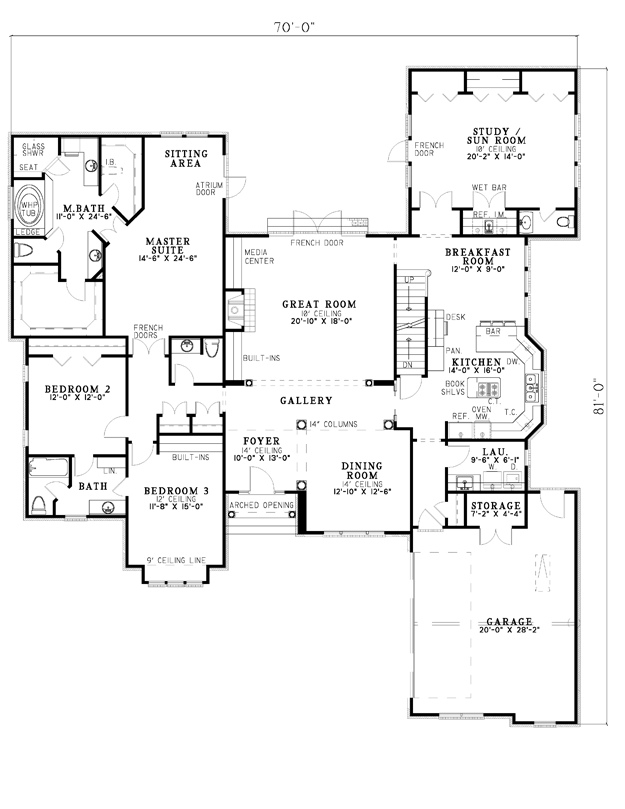 70'-0"
GLASS
SHWR
SEAT
I.B.
SITTING
AREA
ATRIUM
DOOR
WHP
TUB
LEDGE
M.BATH
11'-0" X 24'-6"
MASTER
SUITE
14'-6" X 24'-6"
FRENCH
DOORS
FRENCH
DOOR
STUDY /
SUN ROOM
10' CEILING
20'-2" X 14'-0"
WET BAR
REF. I.M.
FRENCH DOOR
MEDIA
CENTER
GREAT ROOM
10' CEILING
20'-10" X 18'-0"
BUILT-INS
BREAKFAST
ROOM
12'-0" X 9'-0"
UP
DN
DESK
PAN.
BAR
DW.
KITCHEN
14'-0" X 16'-0"
BOOK
SHLVS
C.T.
OVEN
REF. MW.
T.C.
BEDROOM 2
12'-0" X 12'-0"
GALLERY
14" COLUMNS
FOYER
14' CEILING
10'-0" X 13'-0"
DINING
ROOM
14' CEILING
12'-10" X 12'-6"
LAU.
9'-6" X 6'-1"
W. D.
LIN.
BATH
BUILT-INS
BEDROOM 3
12' CEILING
11'-8" X 15'-0"
9' CEILING LINE
ARCHED OPENING
STORAGE
7'-2" X 4'-4"
GARAGE
20'-0" X 28'-2"
81'-0"